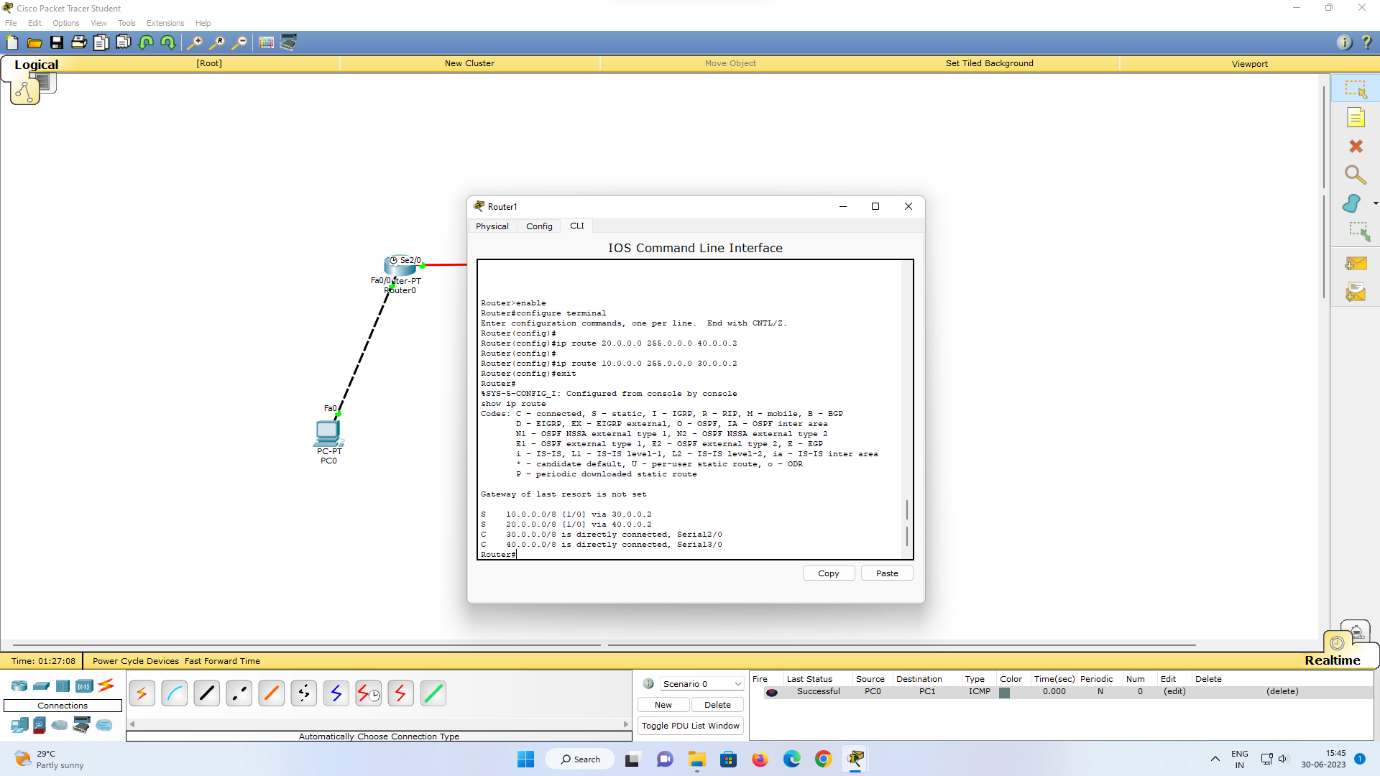 Cisco Packet Tracer Student
File Edit Options View Tools Extensions Help
Logical [Root] New Cluster Move Object Set Tiled Background Viewport
Router1
Physical Config CLI
IOS Command Line Interface
Router>enable
Router#configure terminal
Enter configuration commands, one per line.  End with CNTL/Z.
Router(config)#
Router(config)#ip route 20.0.0.0 255.0.0.0 40.0.0.2
Router(config)#
Router(config)#ip route 10.0.0.0 255.0.0.0 30.0.0.2
Router(config)#exit
Router#
%SYS-5-CONFIG_I: Configured from console by console
show ip route
Codes: C - connected, S - static, I - IGRP, R - RIP, M - mobile, B - BGP
D - EIGRP, EX - EIGRP external, O - OSPF, IA - OSPF inter area
N1 - OSPF NSSA external type 1, N2 - OSPF NSSA external type 2
E1 - OSPF external type 1, E2 - OSPF external type 2, E - EGP
i - IS-IS, L1 - IS-IS level-1, L2 - IS-IS level-2, ia - IS-IS inter area
* - candidate default, U - per-user static route, o - ODR
P - periodic downloaded static route
Gateway of last resort is not set
S    10.0.0.0/8 [1/0] via 30.0.0.2
S    20.0.0.0/8 [1/0] via 40.0.0.2
C    30.0.0.0/8 is directly connected, Serial2/0
C    40.0.0.0/8 is directly connected, Serial3/0
Router#
Copy Paste
Se2/0
Fa0/0 uter-PT
Router0
Fa0
PC-PT
PC0
Time: 01:27:08 Power Cycle Devices Fast Forward Time Realtime
Connections
Automatically Choose Connection Type
Scenario 0
New Delete
Toggle PDU List Window
Fire Last Status Source Destination Type Color Time(sec) Periodic Num Edit Delete
Successful PC0 PC1 ICMP 0.000 N 0 (edit) (delete)
29°C
Partly sunny
Search
ENG
IN
15:45
30-06-2023
1